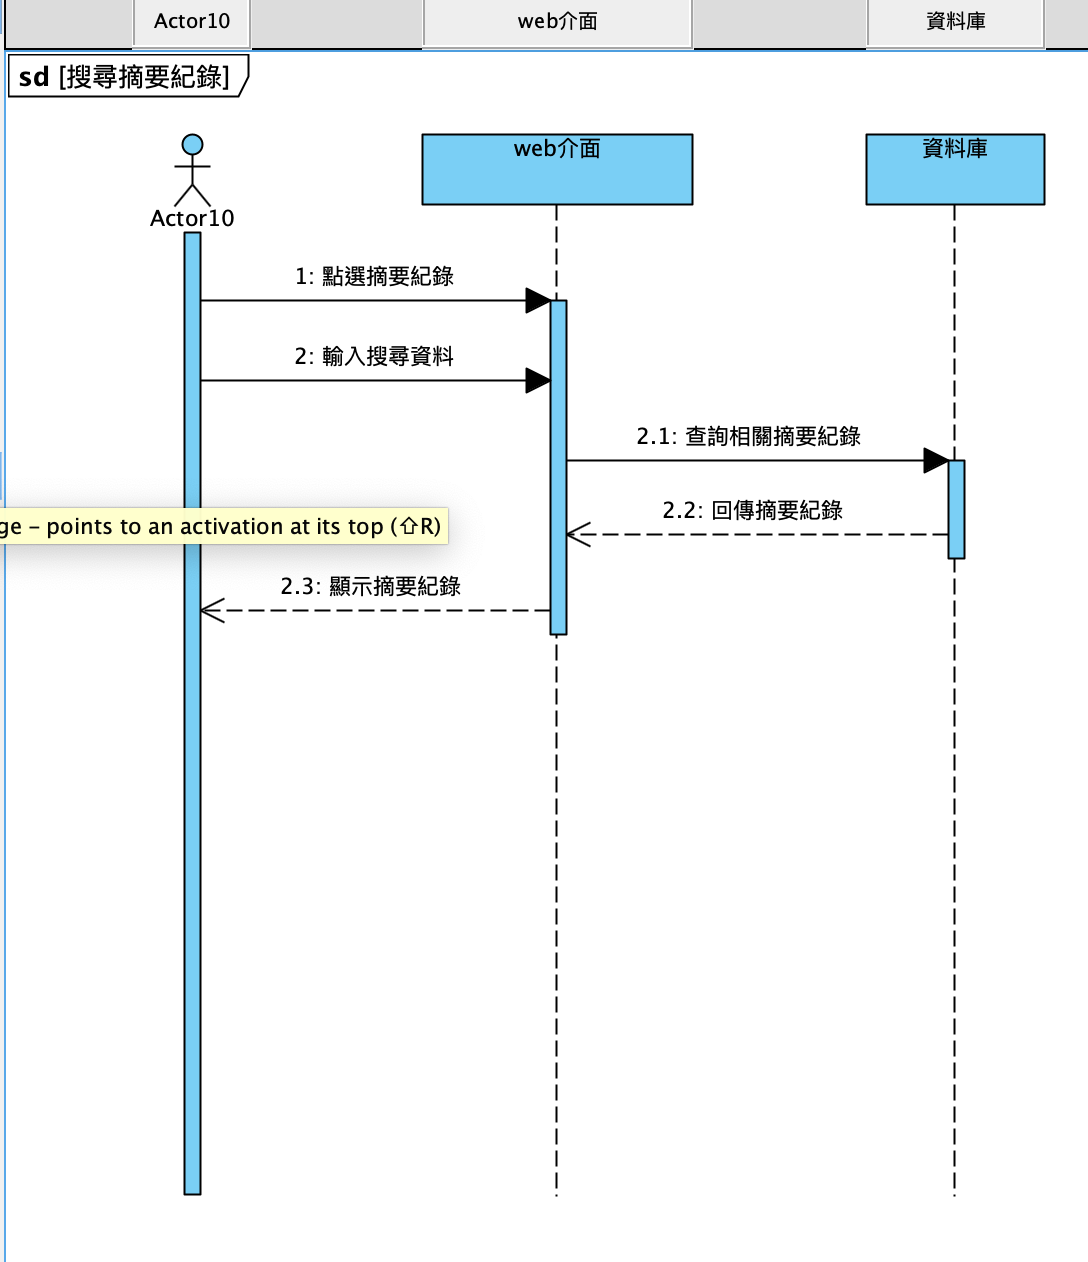 Actor10
web介面
資料庫
sd [搜尋摘要紀錄]
web介面
資料庫
Actor10
1: 點選摘要紀錄
2: 輸入搜尋資料
2.1: 查詢相關摘要紀錄
2.2: 回傳摘要紀錄
ge – points to an activation at its top (⇧R)
2.3: 顯示摘要紀錄